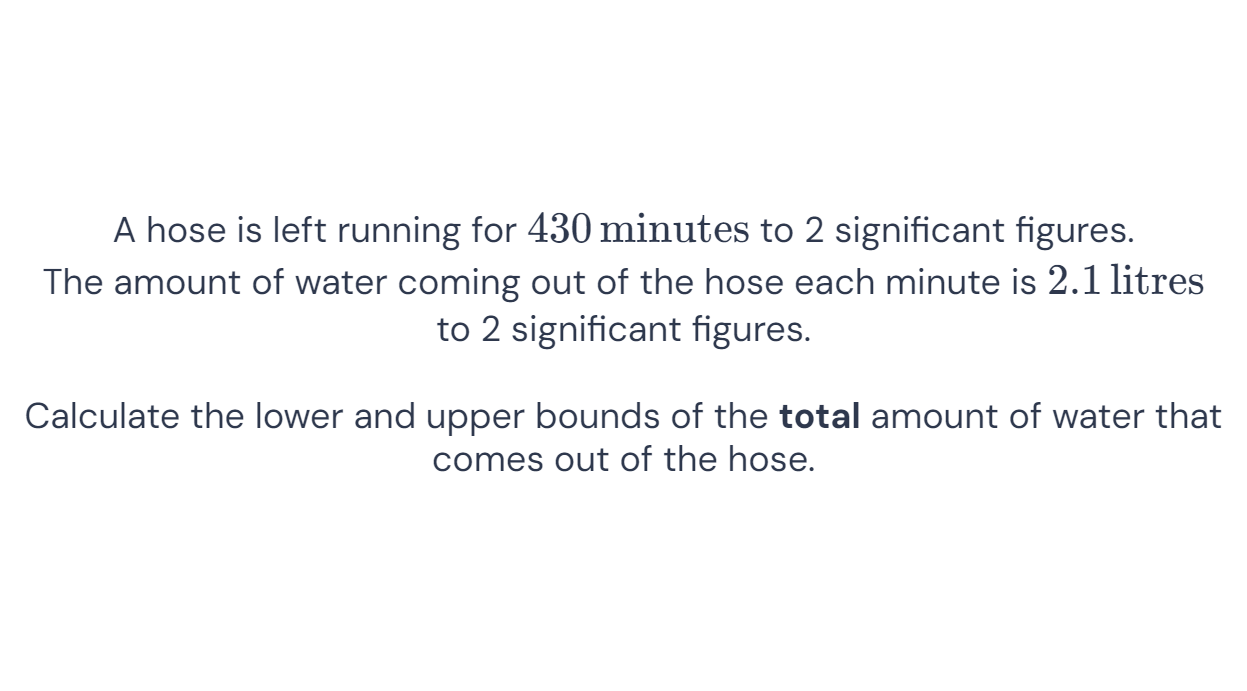 A hose is left running for 430 minutes to 2 significant figures.
The amount of water coming out of the hose each minute is 2.1 litres
to 2 significant figures.
Calculate the lower and upper bounds of the total amount of water that
comes out of the hose.